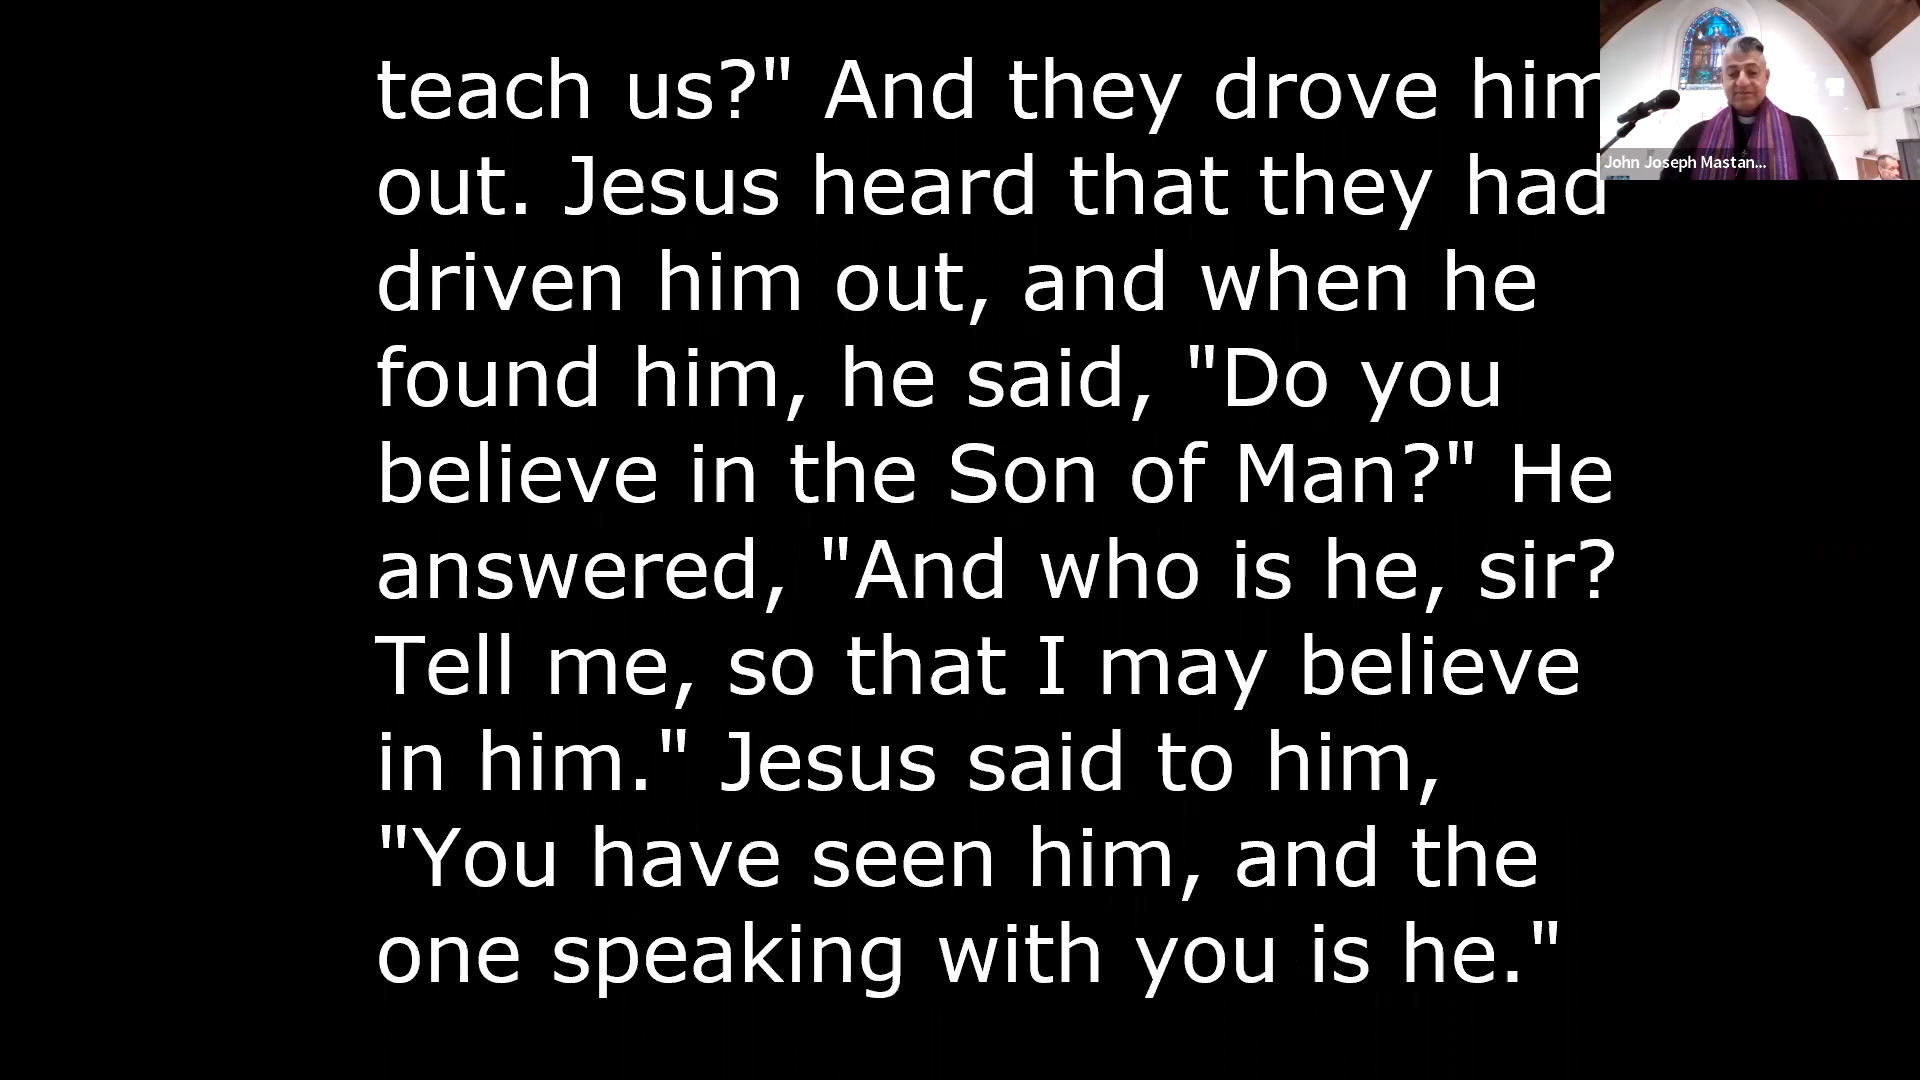 teach us?" And they drove him
out. Jesus heard that they had
driven him out, and when he
found him, he said, "Do you
believe in the Son of Man?" He
answered, "And who is he, sir?
Tell me, so that I may believe
in him." Jesus said to him,
"You have seen him, and the
one speaking with you is he."
John Joseph Mastan...